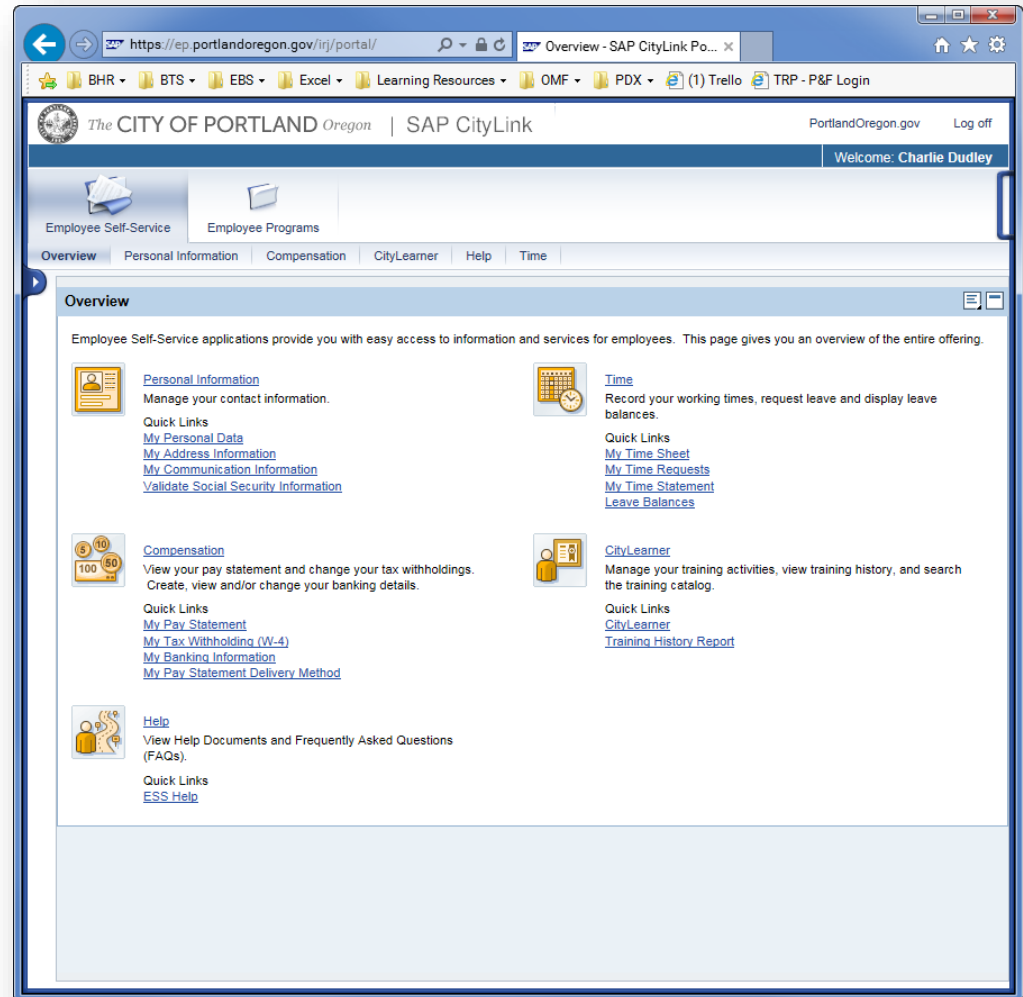 https://ep.portlandoregon.gov/irj/portal/
Overview - SAP CityLink Po...
BHR
BTS
EBS
Excel
Learning Resources
OMF
PDX
(1) Trello
TRP - P&F Login
The CITY OF PORTLAND Oregon | SAP CityLink
PortlandOregon.gov
Log off
Welcome: Charlie Dudley
Employee Self-Service
Employee Programs
Overview
Personal Information
Compensation
CityLearner
Help
Time
Overview
Employee Self-Service applications provide you with easy access to information and services for employees. This page gives you an overview of the entire offering.
Personal Information
Manage your contact information.
Quick Links
My Personal Data
My Address Information
My Communication Information
Validate Social Security Information
Time
Record your working times, request leave and display leave
balances.
Quick Links
My Time Sheet
My Time Requests
My Time Statement
Leave Balances
5 10
100 50
Compensation
View your pay statement and change your tax withholdings.
Create, view and/or change your banking details.
Quick Links
My Pay Statement
My Tax Withholding (W-4)
My Banking Information
My Pay Statement Delivery Method
CityLearner
Manage your training activities, view training history, and search
the training catalog.
Quick Links
CityLearner
Training History Report
Help
View Help Documents and Frequently Asked Questions
(FAQs).
Quick Links
ESS Help